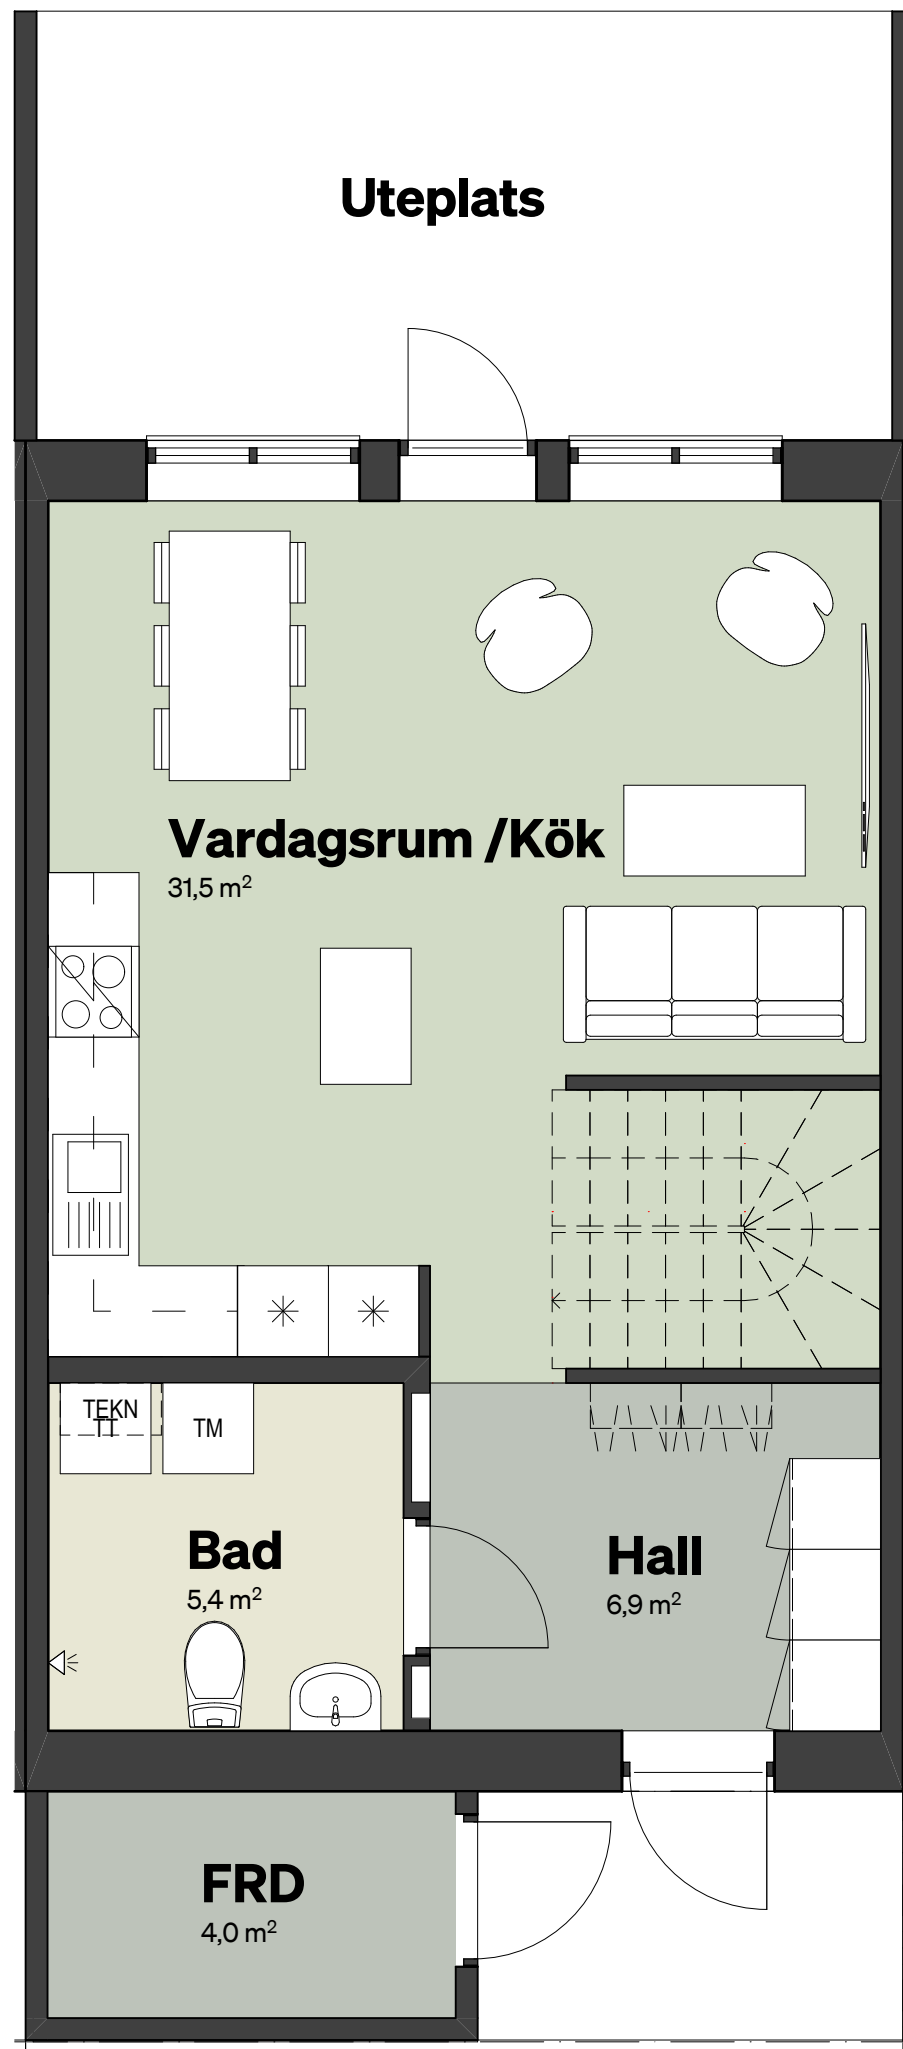 Uteplats
Vardagsrum /Kök
31,5 m²
TEKN
TT
TM
Bad
5,4 m²
Hall
6,9 m²
FRD
4,0 m²